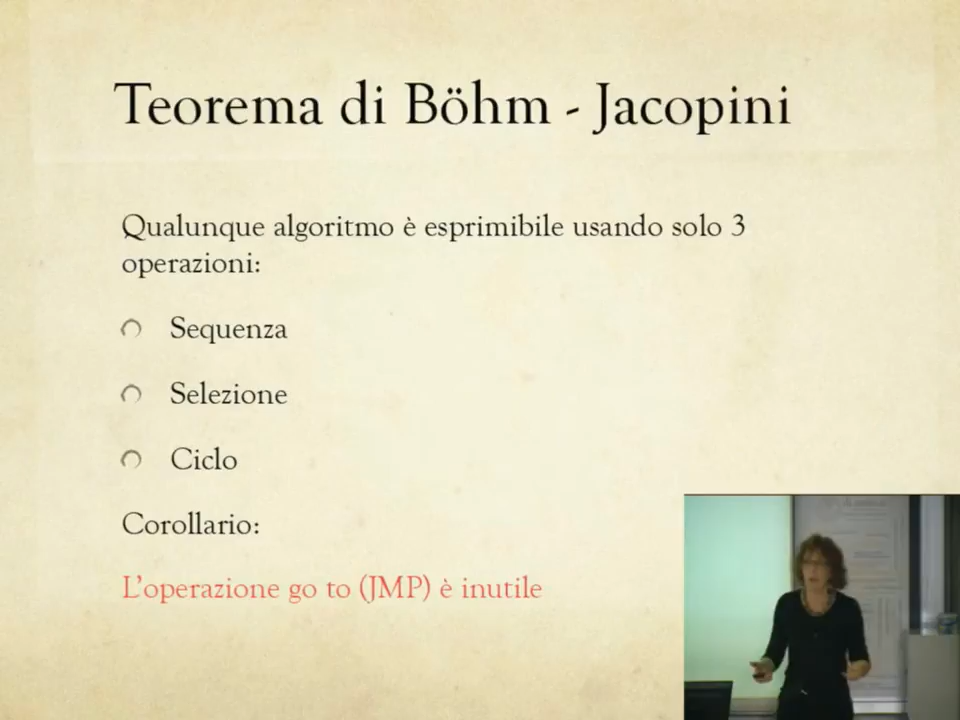 Teorema di Böhm - Jacopini
Qualunque algoritmo è esprimibile usando solo 3
operazioni:
Sequenza
Selezione
Ciclo
Corollario:
L'operazione go to (JMP) è inutile